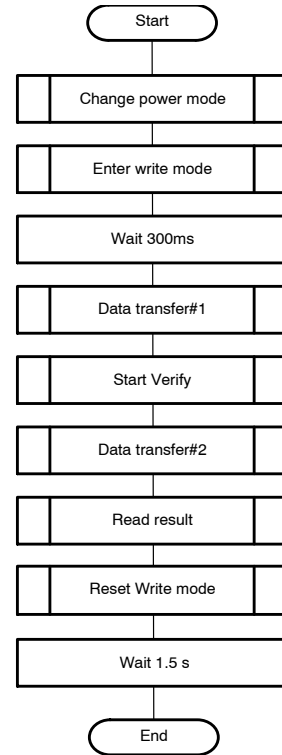 Start
Change power mode
Enter write mode
Wait 300ms
Data transfer#1
Start Verify
Data transfer#2
Read result
Reset Write mode
Wait 1.5 s
End